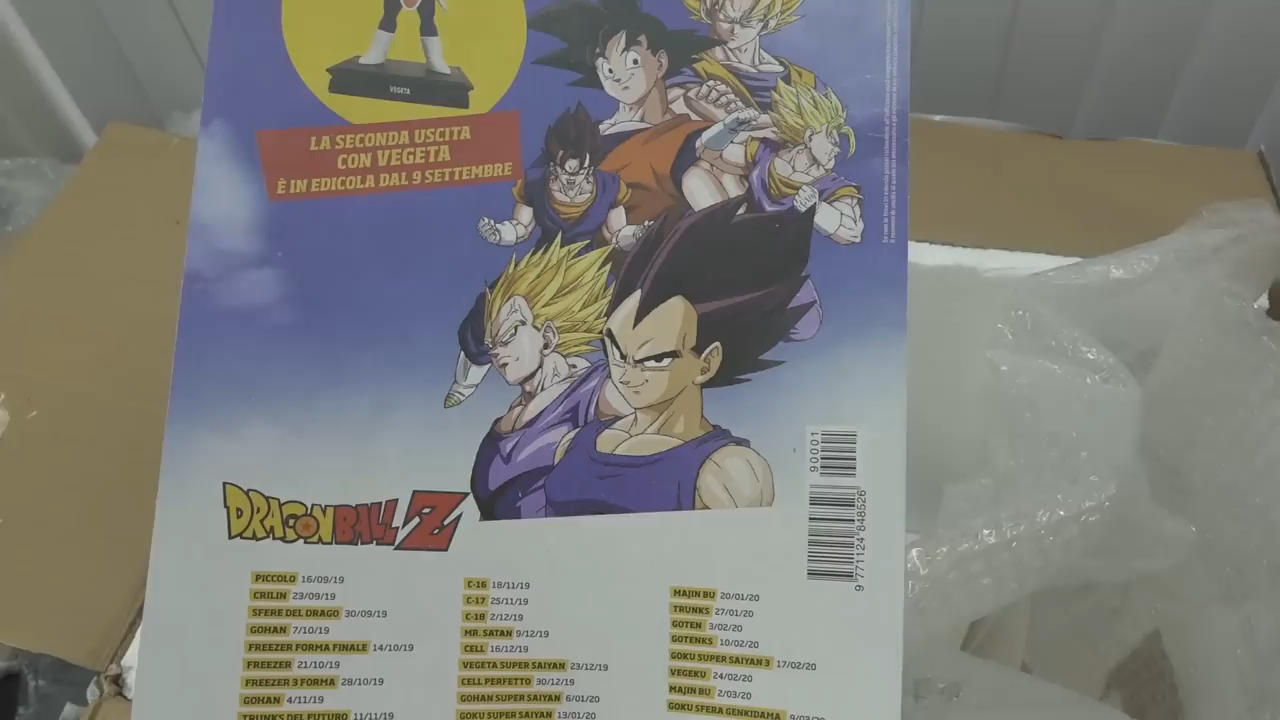 VEGETA
LA SECONDA USCITA
CON VEGETA
È IN EDICOLA DAL 9 SETTEMBRE
90001
9 771124 848526
DRAGONBALL Z
PICCOLO 16/09/19
CRILIN 23/09/19
SFERE DEL DRAGO 30/09/19
GOHAN 7/10/19
FREEZER FORMA FINALE 14/10/19
FREEZER 21/10/19
FREEZER 3 FORMA 28/10/19
GOHAN 4/11/19
TRUNKS DEL FUTURO 11/11/19
C-16 18/11/19
C-17 25/11/19
C-18 2/12/19
MR. SATAN 9/12/19
CELL 16/12/19
VEGETA SUPER SAIYAN 23/12/19
CELL PERFETTO 30/12/19
GOHAN SUPER SAIYAN 6/01/20
GOKU SUPER SAIYAN 13/01/20
MAJIN BU 20/01/20
TRUNKS 27/01/20
GOTEN 3/02/20
GOTENKS 10/02/20
GOKU SUPER SAIYAN 3 17/02/20
VEGEKU 24/02/20
MAJIN BU 2/03/20
GOKU SFERA GENKIDAMA 9/03/20